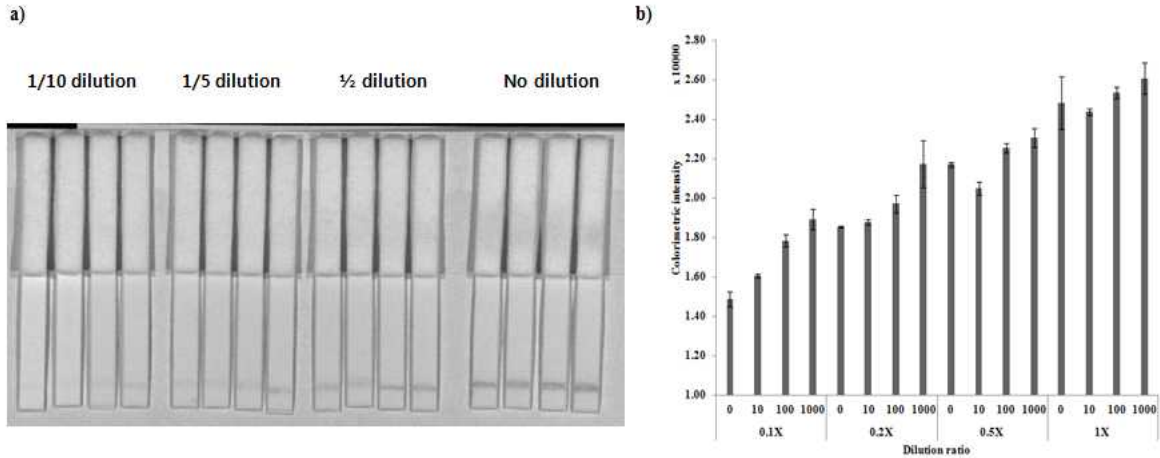 a)
1/10 dilution 1/5 dilution ½ dilution No dilution
b)
x 10000
Colorimetric intensity
2.80
2.60
2.40
2.20
2.00
1.80
1.60
1.40
1.20
1.00
0 10 100 1000 0 10 100 1000 0 10 100 1000 0 10 100 1000
0.1X 0.2X 0.5X 1X
Dilution ratio